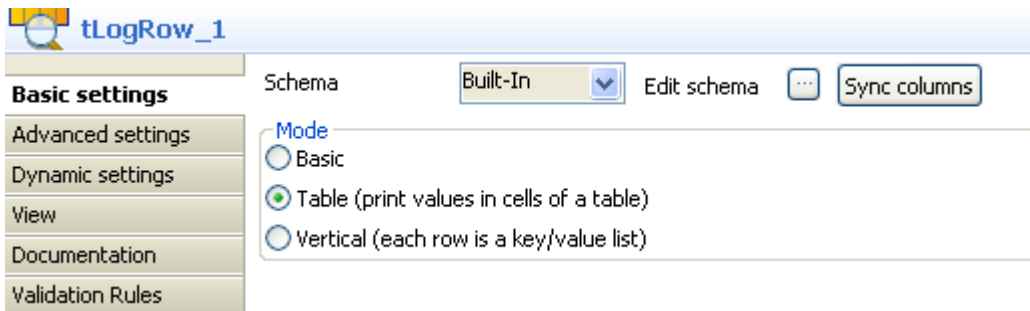 tLogRow_1
Basic settings
Advanced settings
Dynamic settings
View
Documentation
Validation Rules
Schema Built-In Edit schema ... Sync columns
Mode
Basic
Table (print values in cells of a table)
Vertical (each row is a key/value list)